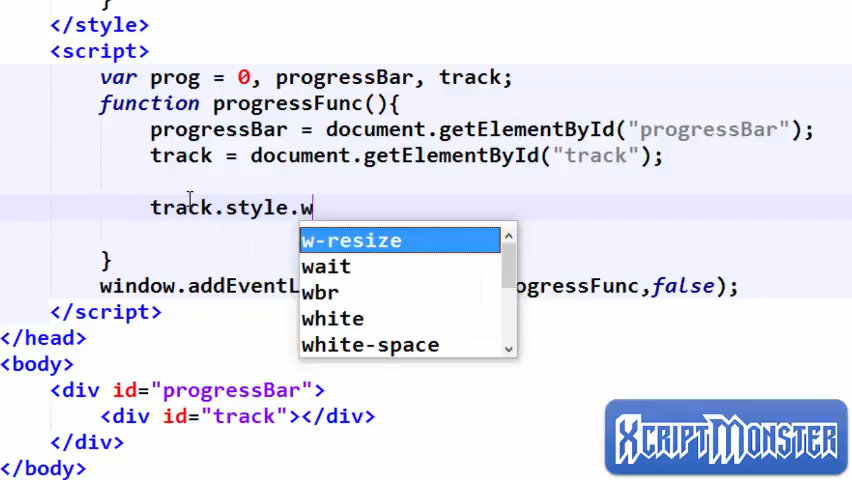 }
</style>
<script>
var prog = 0, progressBar, track;
function progressFunc(){
progressBar = document.getElementById("progressBar");
track = document.getElementById("track");
track.style.w
w-resize
wait
wbr
white
white-space
}
window.addEventL ogressFunc,false);
</script>
</head>
<body>
<div id="progressBar">
<div id="track"></div>
</div>
</body>
XCRIPTMONSTER